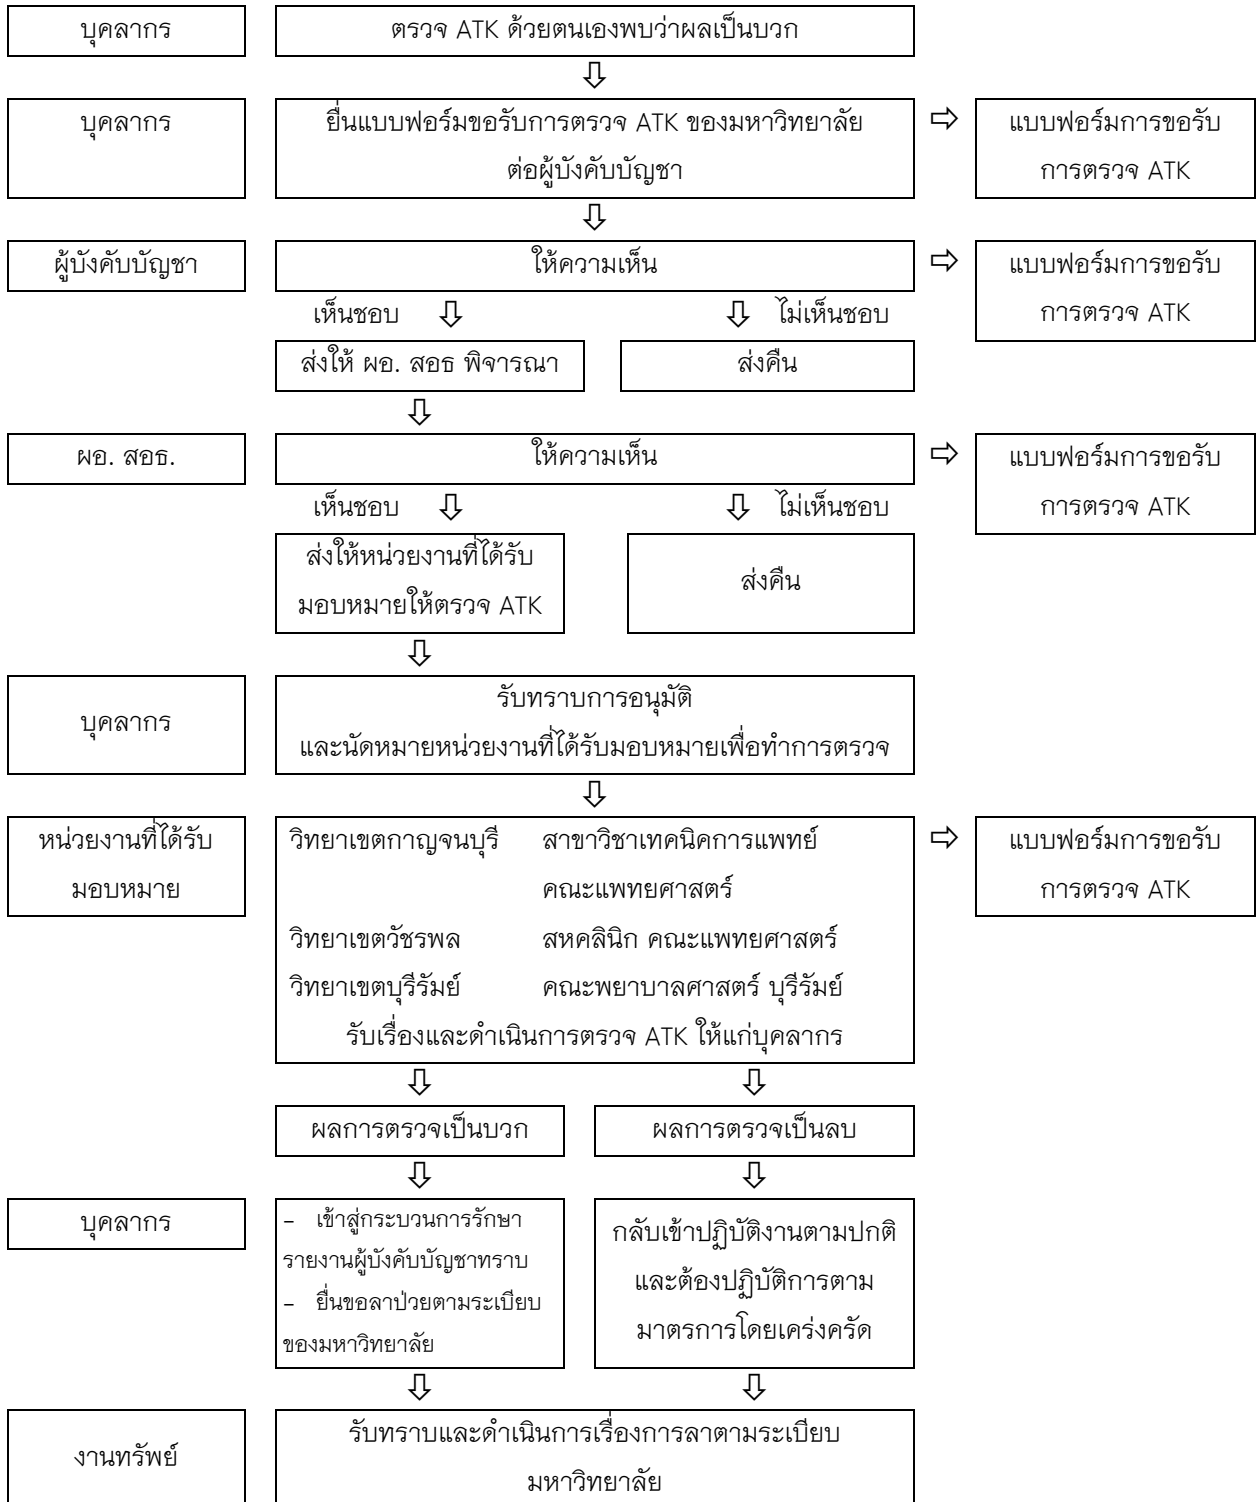 บุคลากร
ตรวจ ATK ด้วยตนเองพบว่าผลเป็นบวก
บุคลากร
ยื่นแบบฟอร์มขอรับการตรวจ ATK ของมหาวิทยาลัย
ต่อผู้บังคับบัญชา
แบบฟอร์มการขอรับ
การตรวจ ATK
ผู้บังคับบัญชา
ให้ความเห็น
แบบฟอร์มการขอรับ
การตรวจ ATK
เห็นชอบ
ไม่เห็นชอบ
ส่งให้ ผอ. สอธ พิจารณา
ส่งคืน
ผอ. สอธ.
ให้ความเห็น
แบบฟอร์มการขอรับ
การตรวจ ATK
เห็นชอบ
ไม่เห็นชอบ
ส่งให้หน่วยงานที่ได้รับ
มอบหมายให้ตรวจ ATK
ส่งคืน
บุคลากร
รับทราบการอนุมัติ
และนัดหมายหน่วยงานที่ได้รับมอบหมายเพื่อทำการตรวจ
หน่วยงานที่ได้รับ
มอบหมาย
วิทยาเขตกาญจนบุรี สาขาวิชาเทคนิคการแพทย์
คณะแพทยศาสตร์
วิทยาเขตวัชรพล สหคลินิก คณะแพทยศาสตร์
วิทยาเขตบุรีรัมย์ คณะพยาบาลศาสตร์ บุรีรัมย์
รับเรื่องและดำเนินการตรวจ ATK ให้แก่บุคลากร
แบบฟอร์มการขอรับ
การตรวจ ATK
ผลการตรวจเป็นบวก
ผลการตรวจเป็นลบ
บุคลากร
– เข้าสู่กระบวนการรักษา
รายงานผู้บังคับบัญชาทราบ
– ยื่นขอลาป่วยตามระเบียบ
ของมหาวิทยาลัย
กลับเข้าปฏิบัติงานตามปกติ
และต้องปฏิบัติการตาม
มาตรการโดยเคร่งครัด
งานทรัพย์
รับทราบและดำเนินการเรื่องการลาตามระเบียบ
มหาวิทยาลัย